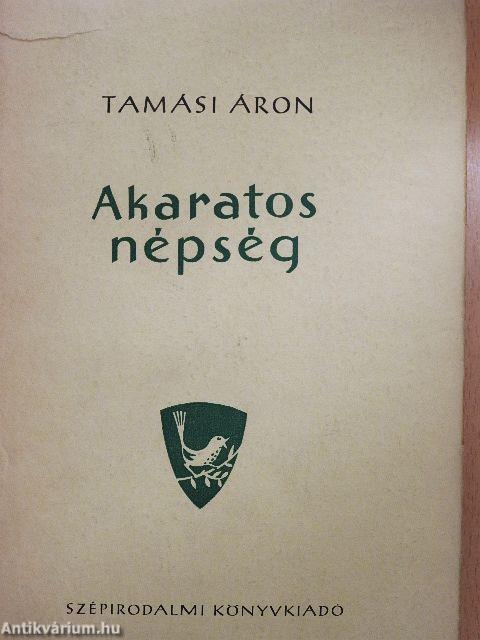 TAMÁSI ÁRON
Akaratos
népség
SZÉPIRODALMI KÖNYVKIADÓ
Antikvárium.hu